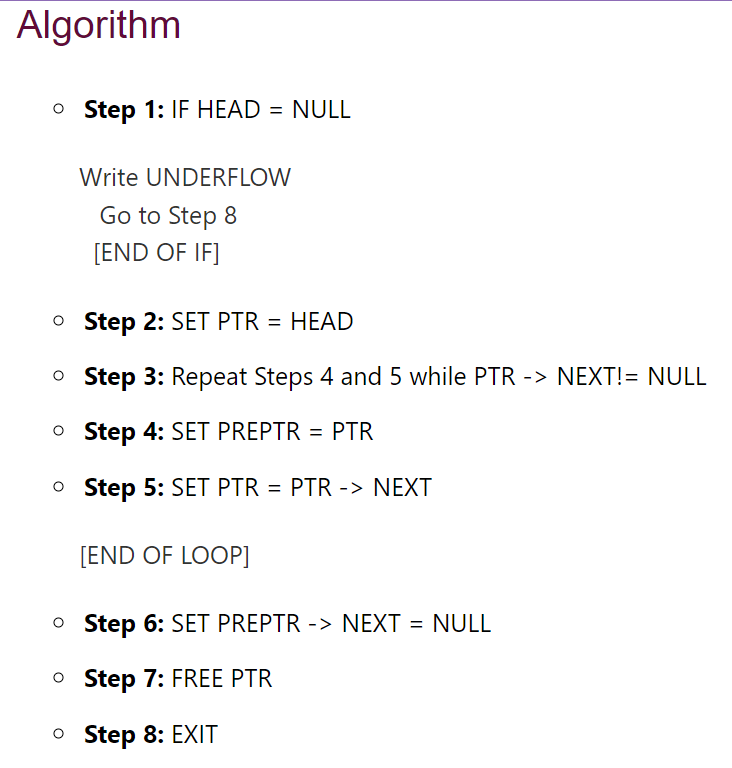 Algorithm
○ Step 1: IF HEAD = NULL
Write UNDERFLOW
Go to Step 8
[END OF IF]
○ Step 2: SET PTR = HEAD
○ Step 3: Repeat Steps 4 and 5 while PTR -> NEXT!= NULL
○ Step 4: SET PREPTR = PTR
○ Step 5: SET PTR = PTR -> NEXT
[END OF LOOP]
○ Step 6: SET PREPTR -> NEXT = NULL
○ Step 7: FREE PTR
○ Step 8: EXIT